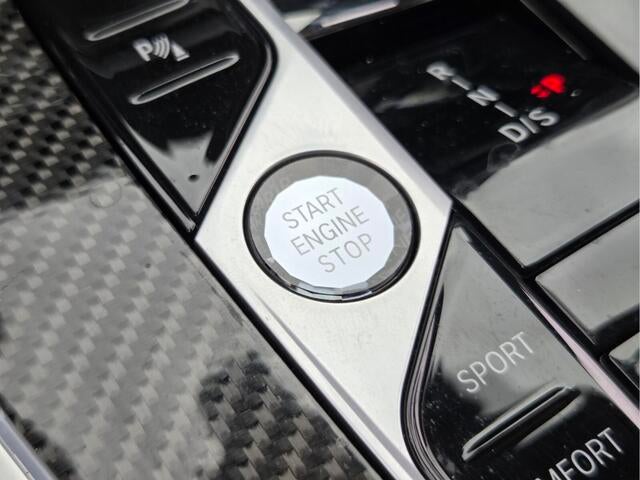 P
R
N
D/S
START
ENGINE
STOP
SPORT
MFORT